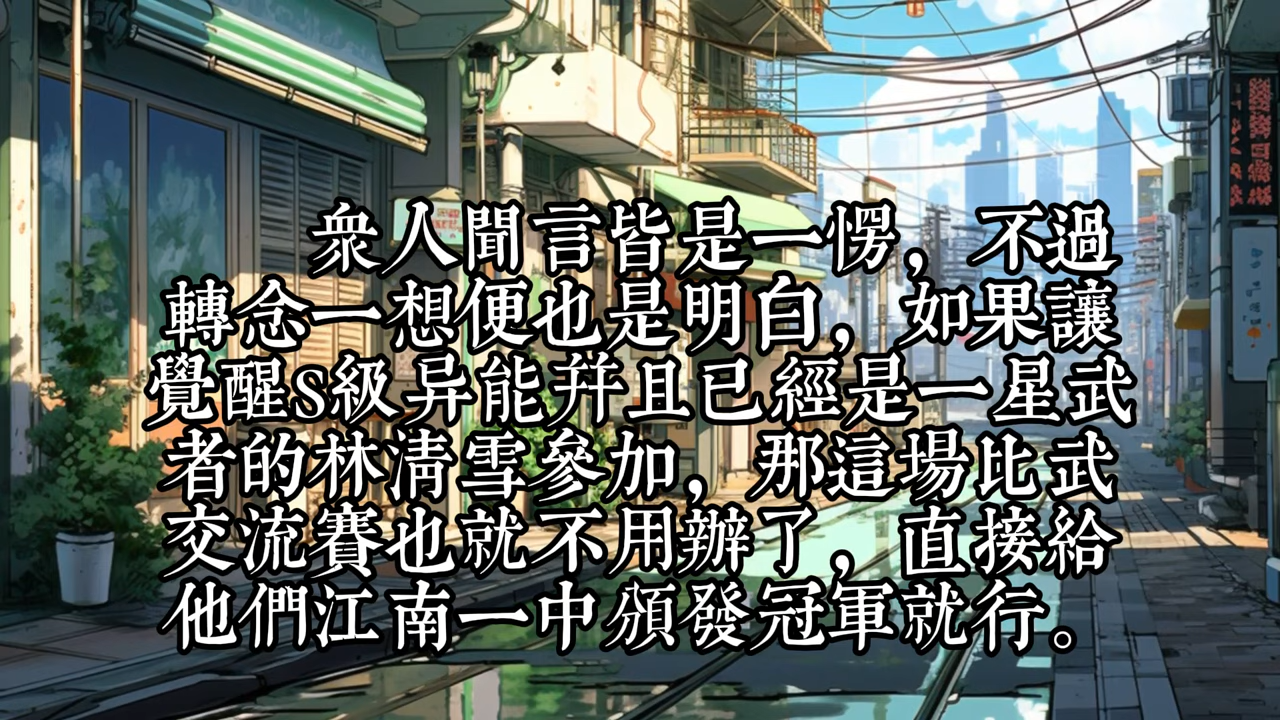 衆人聞言皆是一愣，不過
轉念一想便也是明白，如果讓
覺醒S級异能并且已經是一星武
者的林清雪參加，那這場比武
交流賽也就不用辦了，直接給
他們江南一中頒發冠軍就行。